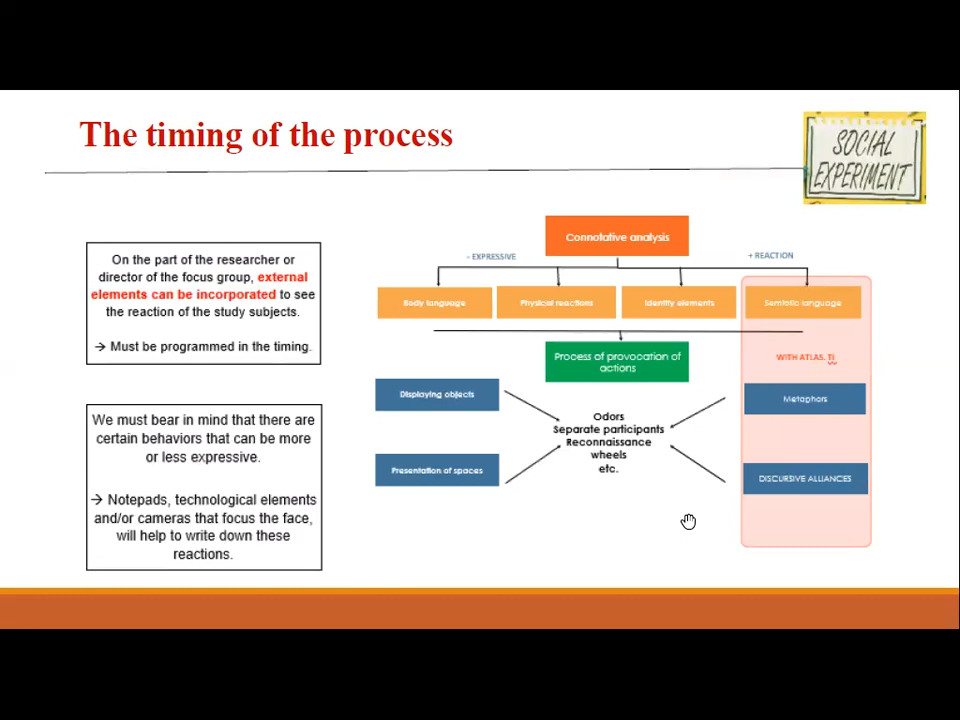 The timing of the process
SOCIAL
EXPERIMENT
On the part of the researcher or
director of the focus group, external
elements can be incorporated to see
the reaction of the study subjects.
→ Must be programmed in the timing.
We must bear in mind that there are
certain behaviors that can be more
or less expressive.
→ Notepads, technological elements
and/or cameras that focus the face,
will help to write down these
reactions.
Connotative analysis
- EXPRESSIVE
+ REACTION
Body language
Physical reactions
Identity elements
Semiotic language
Process of provocation of
actions
WITH ATLAS. Ti
Displaying objects
Metaphors
Odors
Separate participants
Reconnaissance
wheels
etc.
Presentation of spaces
DISCURSIVE ALLIANCES